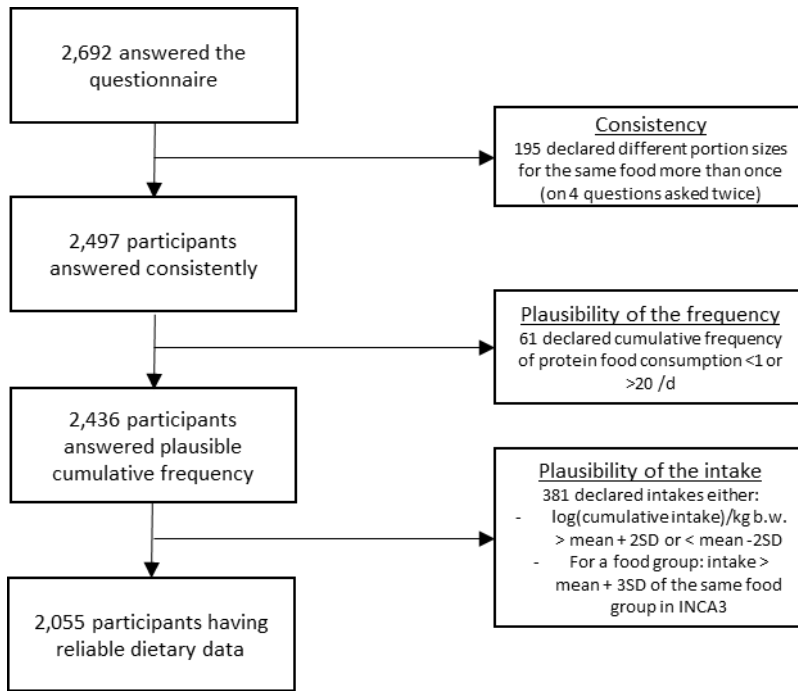 2,692 answered the
questionnaire
Consistency
195 declared different portion sizes
for the same food more than once
(on 4 questions asked twice)
2,497 participants
answered consistently
Plausibility of the frequency
61 declared cumulative frequency
of protein food consumption <1 or
>20 /d
2,436 participants
answered plausible
cumulative frequency
Plausibility of the intake
381 declared intakes either:
- log(cumulative intake)/kg b.w.
> mean + 2SD or < mean -2SD
- For a food group: intake >
mean + 3SD of the same food
group in INCA3
2,055 participants having
reliable dietary data